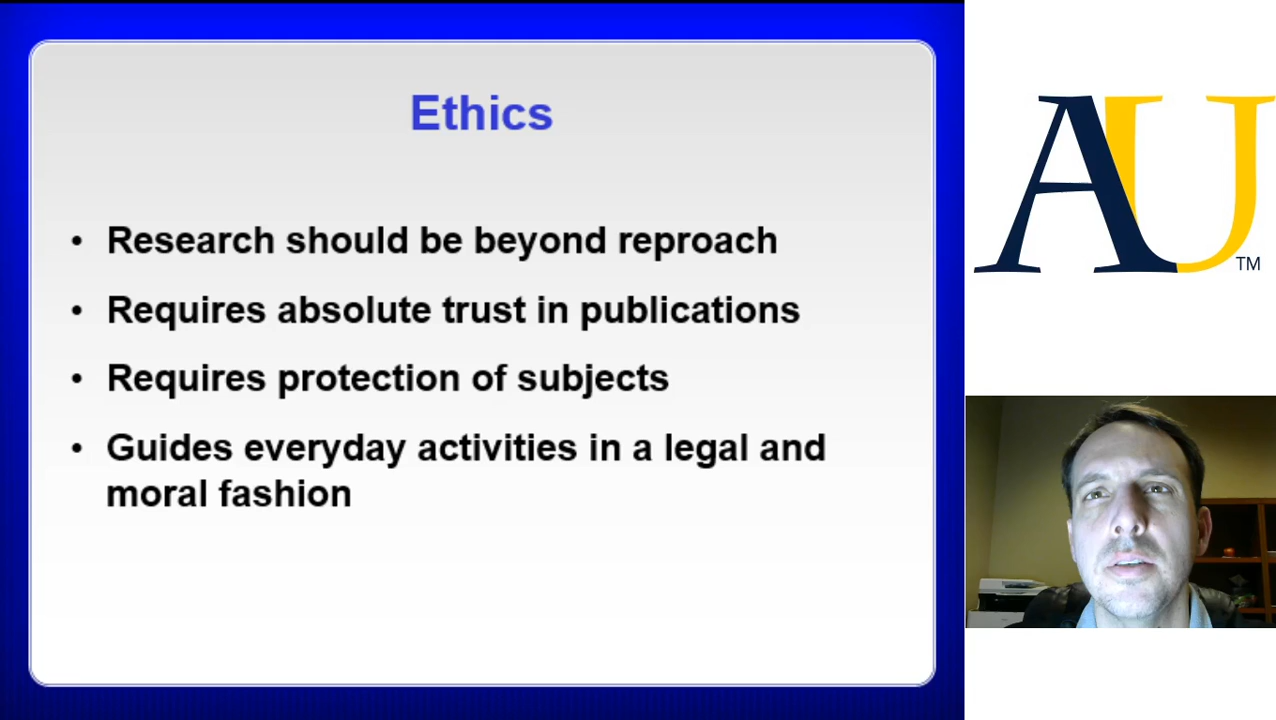 Ethics
• Research should be beyond reproach
• Requires absolute trust in publications
• Requires protection of subjects
• Guides everyday activities in a legal and
moral fashion
AU
TM